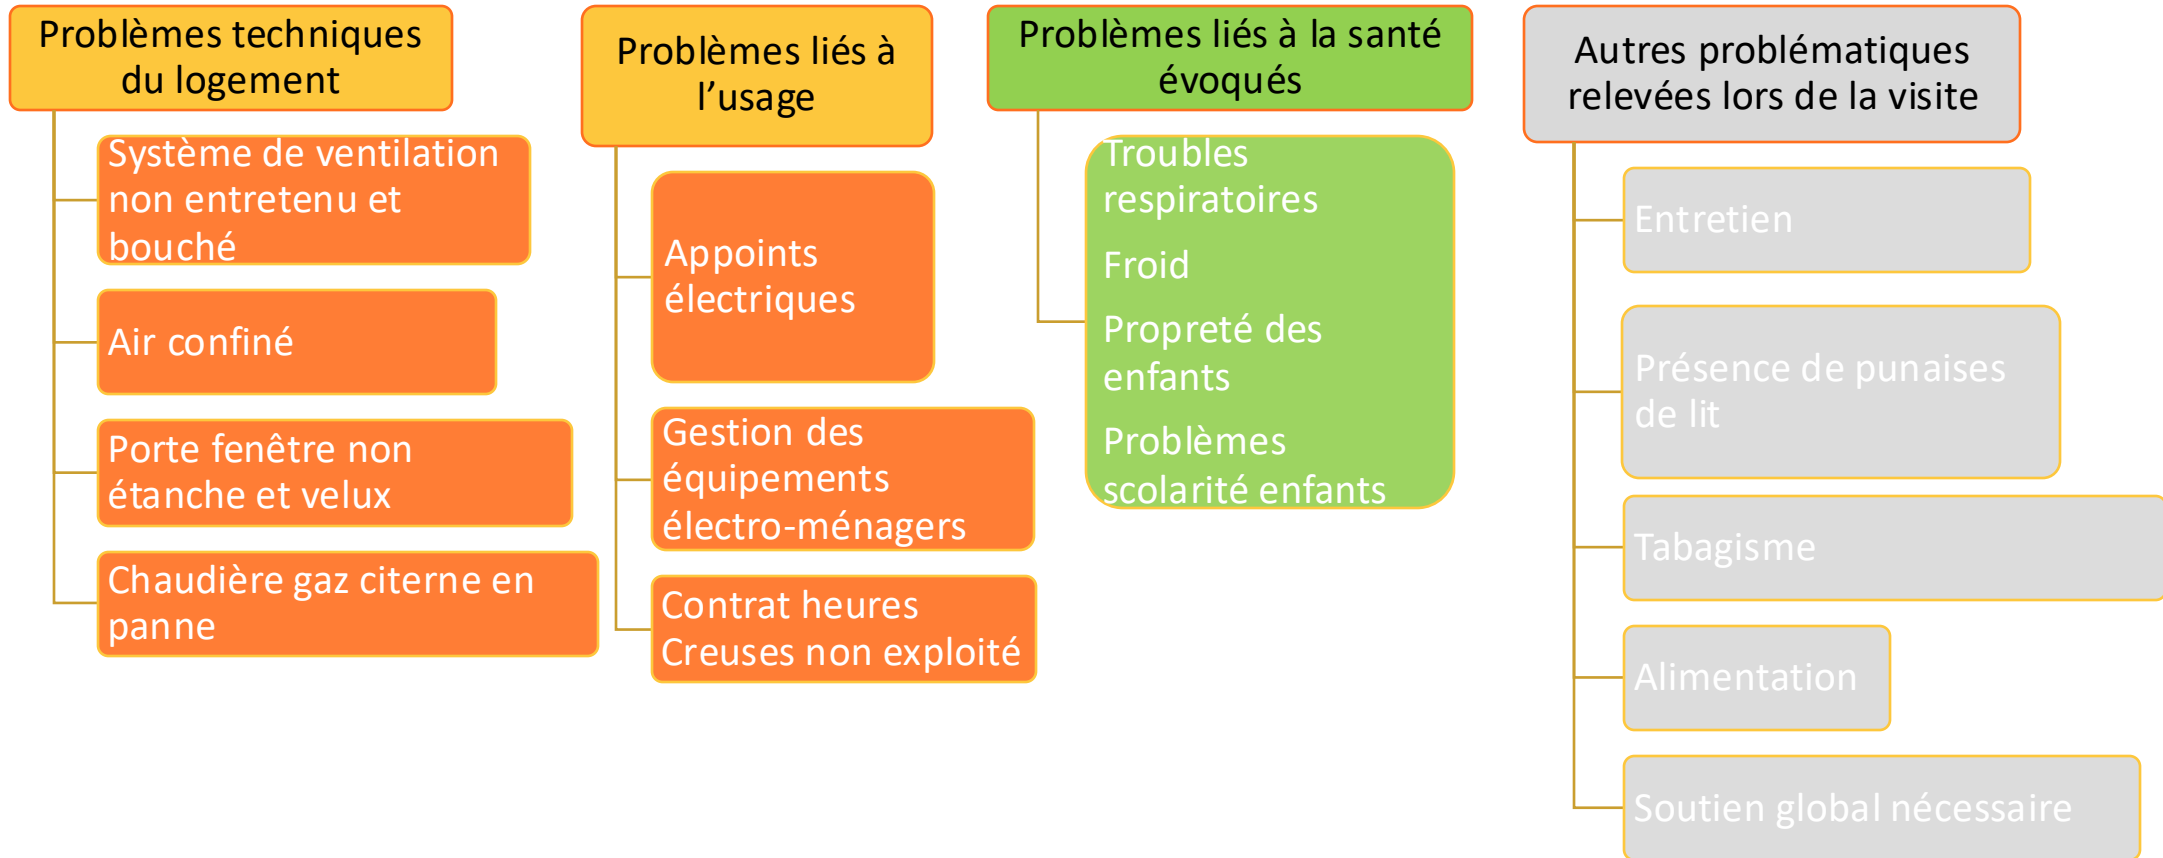 Problèmes techniques
du logement
Système de ventilation
non entretenu et
bouché
Air confiné
Porte fenêtre non
étanche et velux
Chaudière gaz citerne en
panne
Problèmes liés à
l’usage
Appoints
électriques
Gestion des
équipements
électro-ménagers
Contrat heures
Creuses non exploité
Problèmes liés à la santé
évoqués
Troubles
respiratoires
Froid
Propreté des
enfants
Problèmes
scolarité enfants
Autres problématiques
relevées lors de la visite
Entretien
Présence de punaises
de lit
Tabagisme
Alimentation
Soutien global nécessaire